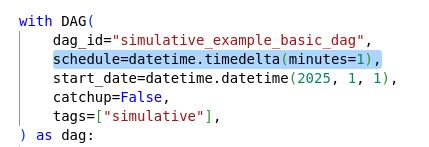 with DAG(
    dag_id="simulative_example_basic_dag",
    schedule=datetime.timedelta(minutes=1),
    start_date=datetime.datetime(2025, 1, 1),
    catchup=False,
    tags=["simulative"],
) as dag: